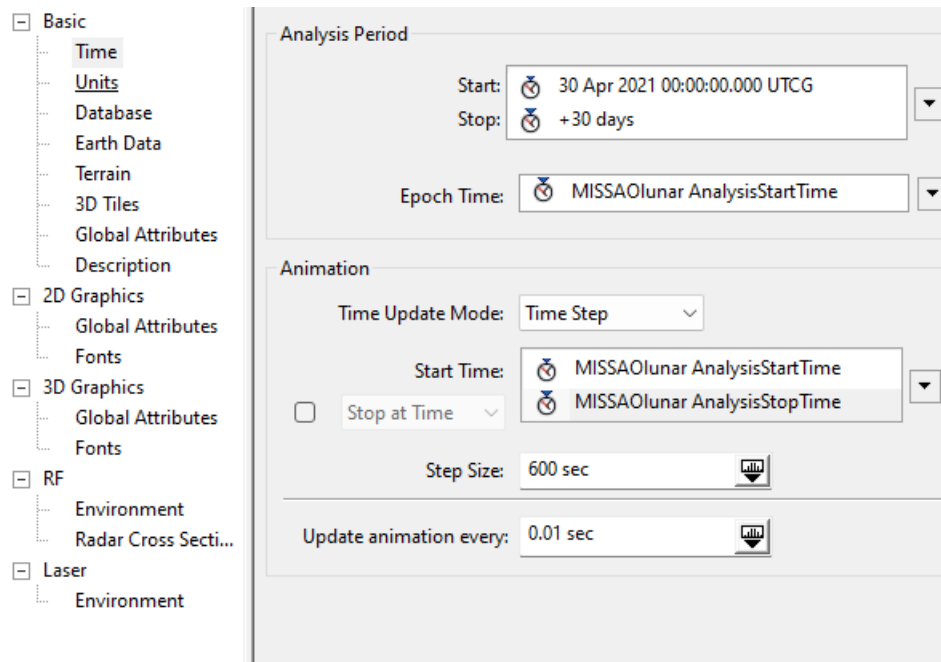 Basic
Time
Units
Database
Earth Data
Terrain
3D Tiles
Global Attributes
Description
2D Graphics
Global Attributes
Fonts
3D Graphics
Global Attributes
Fonts
RF
Environment
Radar Cross Secti...
Laser
Environment
Analysis Period
Start: 30 Apr 2021 00:00:00.000 UTCG
Stop: +30 days
Epoch Time: MISSAOlunar AnalysisStartTime
Animation
Time Update Mode: Time Step
Start Time: MISSAOlunar AnalysisStartTime
Stop at Time MISSAOlunar AnalysisStopTime
Step Size: 600 sec
Update animation every: 0.01 sec